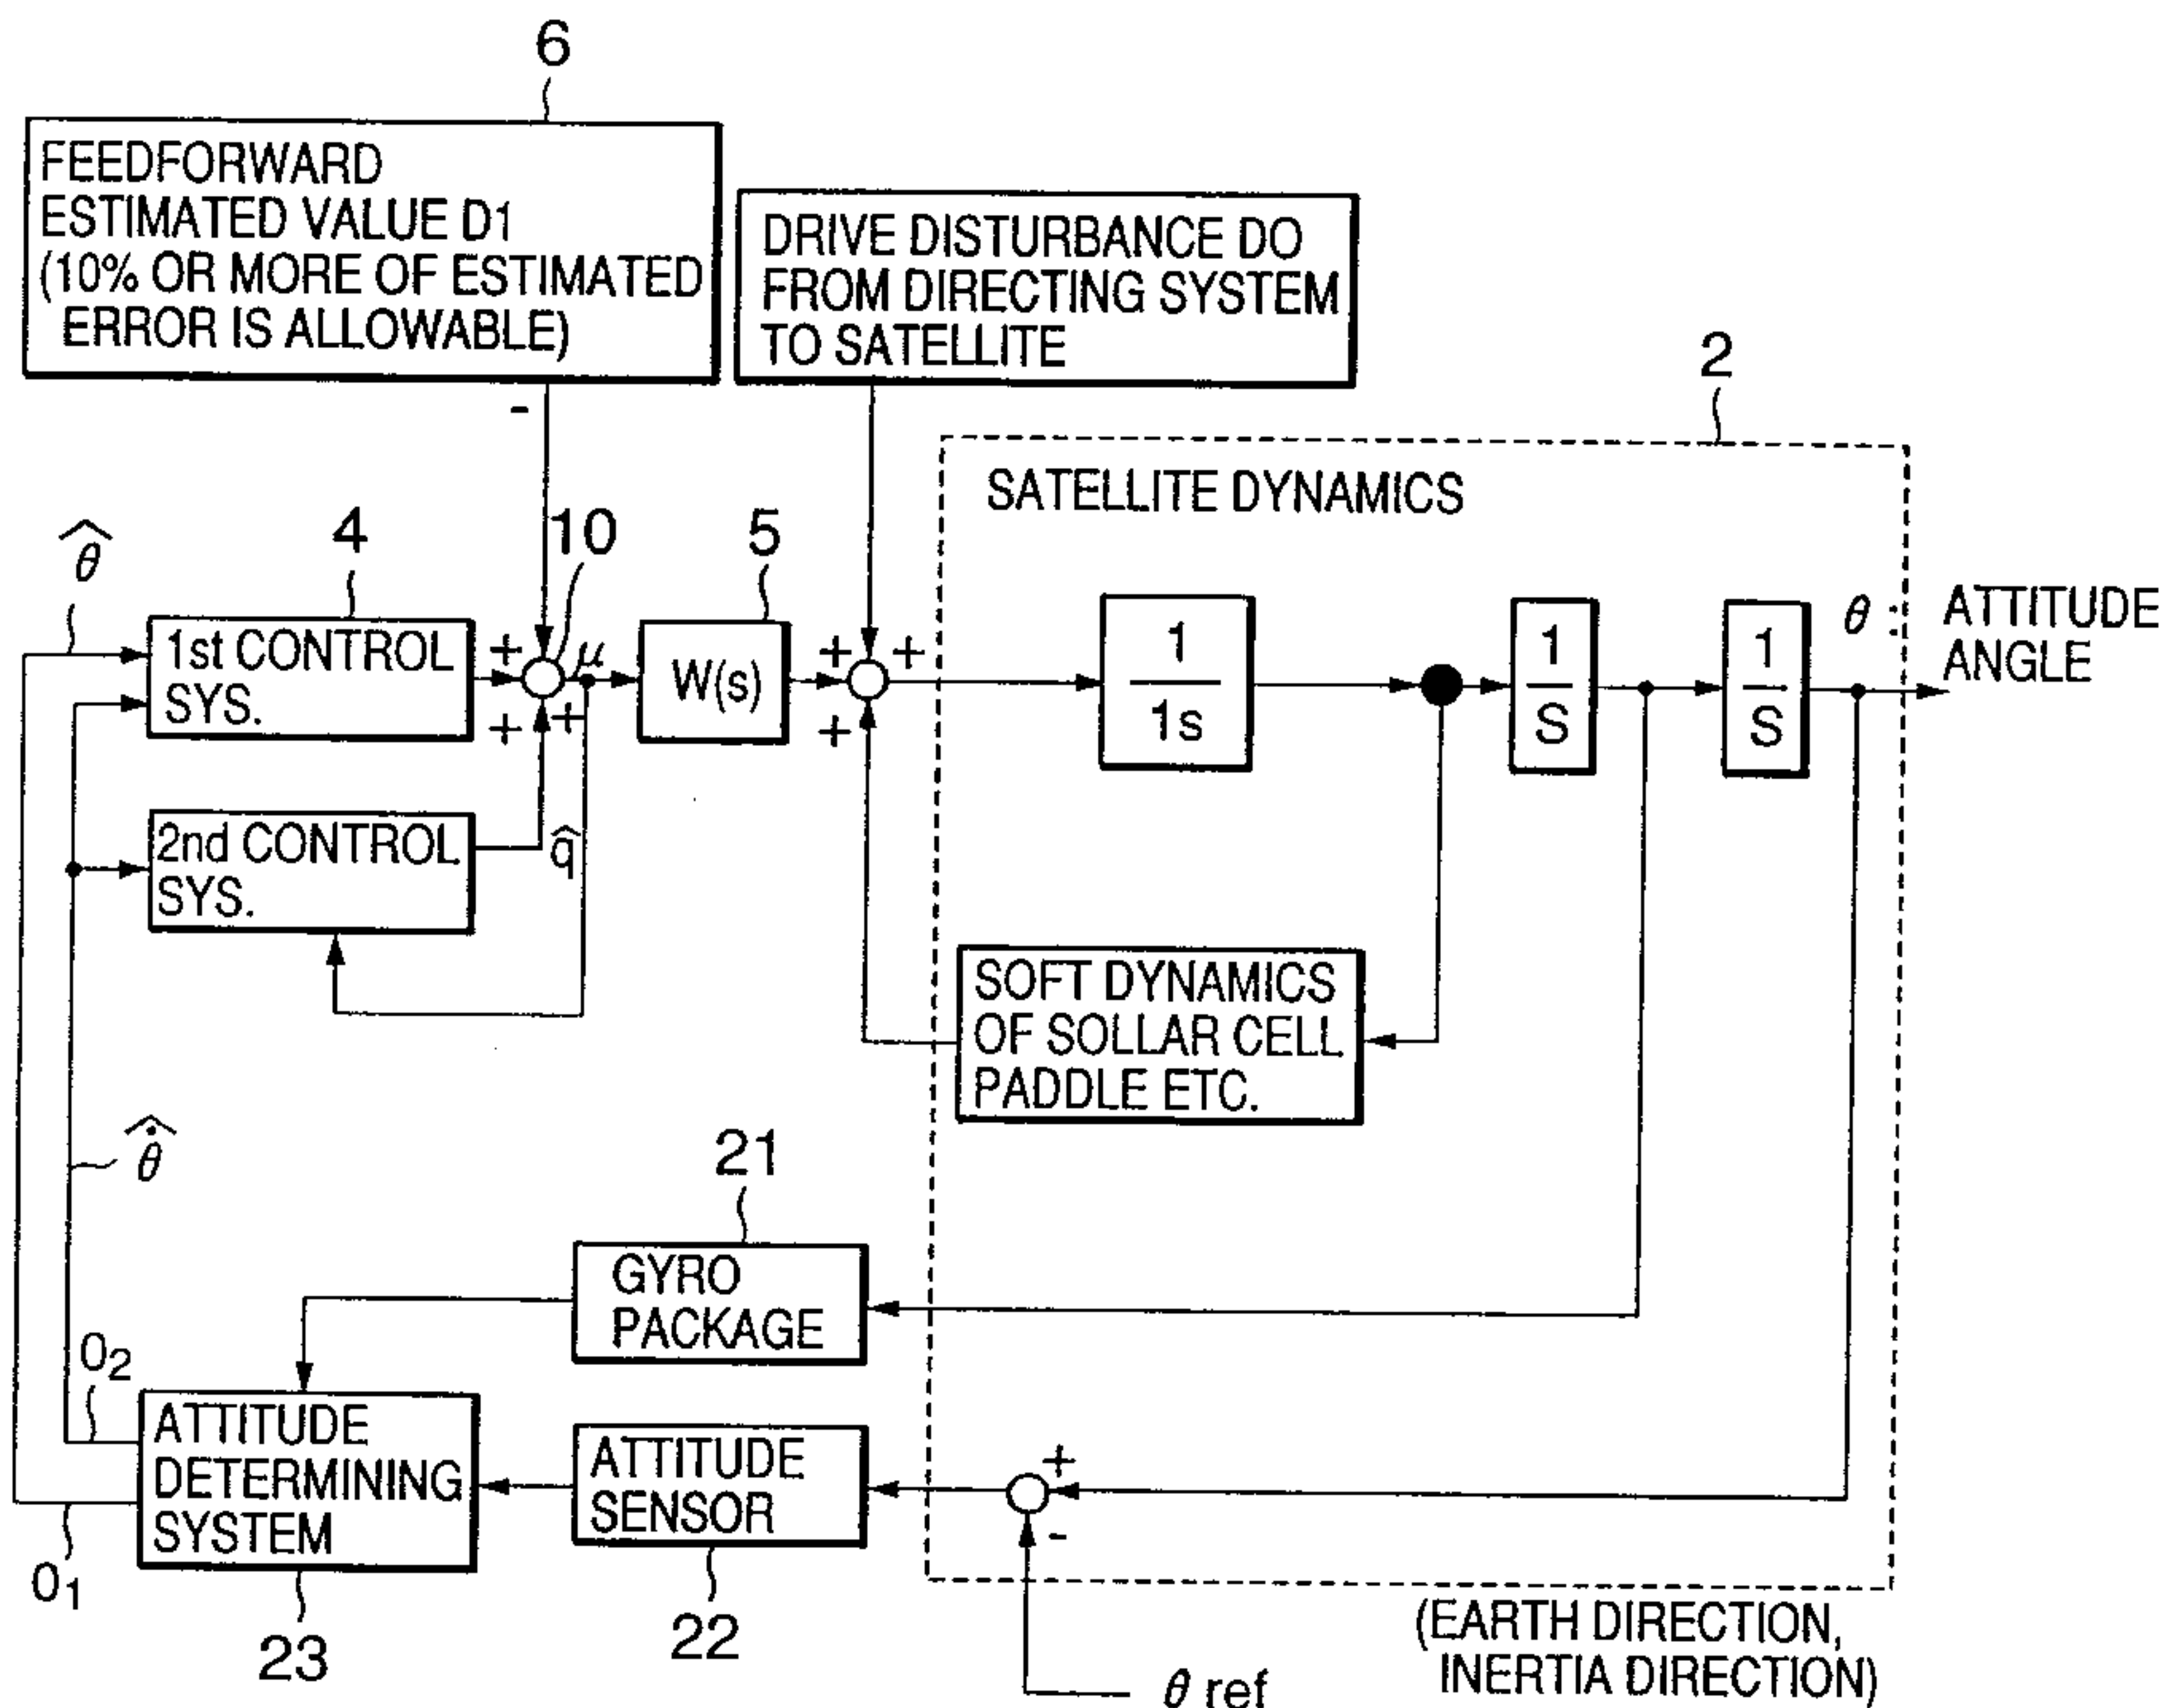 6
FEEDFORWARD
ESTIMATED VALUE D1
(10% OR MORE OF ESTIMATED
ERROR IS ALLOWABLE)
DRIVE DISTURBANCE DO
FROM DIRECTING SYSTEM
TO SATELLITE
2
-
SATELLITE DYNAMICS
θ̂
4
10
5
1st CONTROL
SYS.
+
+
+
μ
W(s)
+
+
+
1
1s
1
S
1
S
θ :
ATTITUDE
ANGLE
2nd CONTROL
SYS.
q̂
SOFT DYNAMICS
OF SOLLAR CELL
PADDLE ETC.
θ̇̂
21
GYRO
PACKAGE
O2
ATTITUDE
DETERMINING
SYSTEM
ATTITUDE
SENSOR
+
-
O1
23
22
(EARTH DIRECTION,
INERTIA DIRECTION)
θ ref